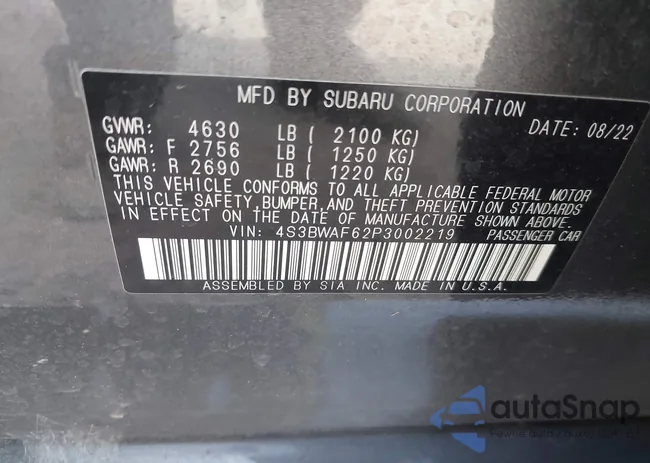 MFD BY SUBARU CORPORATION
GVWR: 4630 LB ( 2100 KG) DATE: 08/22
GAWR: F 2756 LB ( 1250 KG)
GAWR: R 2690 LB ( 1220 KG)
THIS VEHICLE CONFORMS TO ALL APPLICABLE FEDERAL MOTOR
VEHICLE SAFETY,BUMPER,AND THEFT PREVENTION STANDARDS
IN EFFECT ON THE DATE OF MANUFACTURE SHOWN ABOVE.
VIN: 4S3BWAF62P3002219 PASSENGER CAR
ASSEMBLED BY SIA INC. MADE IN U.S.A.
autaSnap